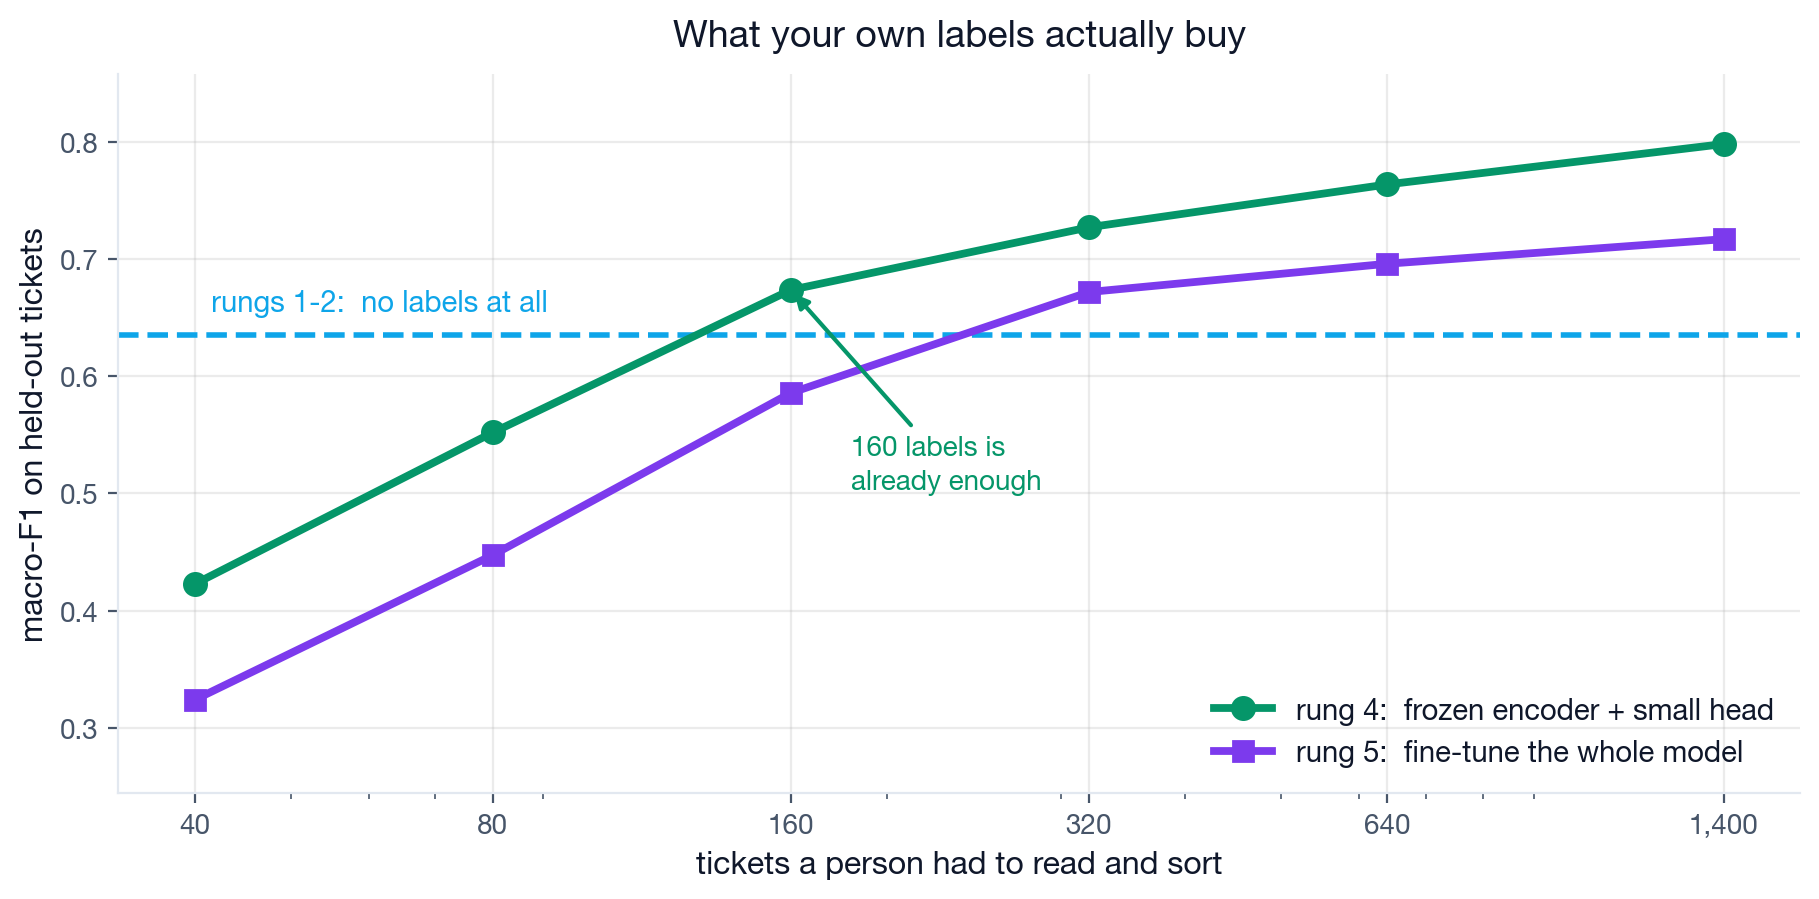 What your own labels actually buy
macro-F1 on held-out tickets
0.8
0.7
0.6
0.5
0.4
0.3
rungs 1-2:  no labels at all
160 labels is
already enough
rung 4:  frozen encoder + small head
rung 5:  fine-tune the whole model
40
80
160
320
640
1,400
tickets a person had to read and sort